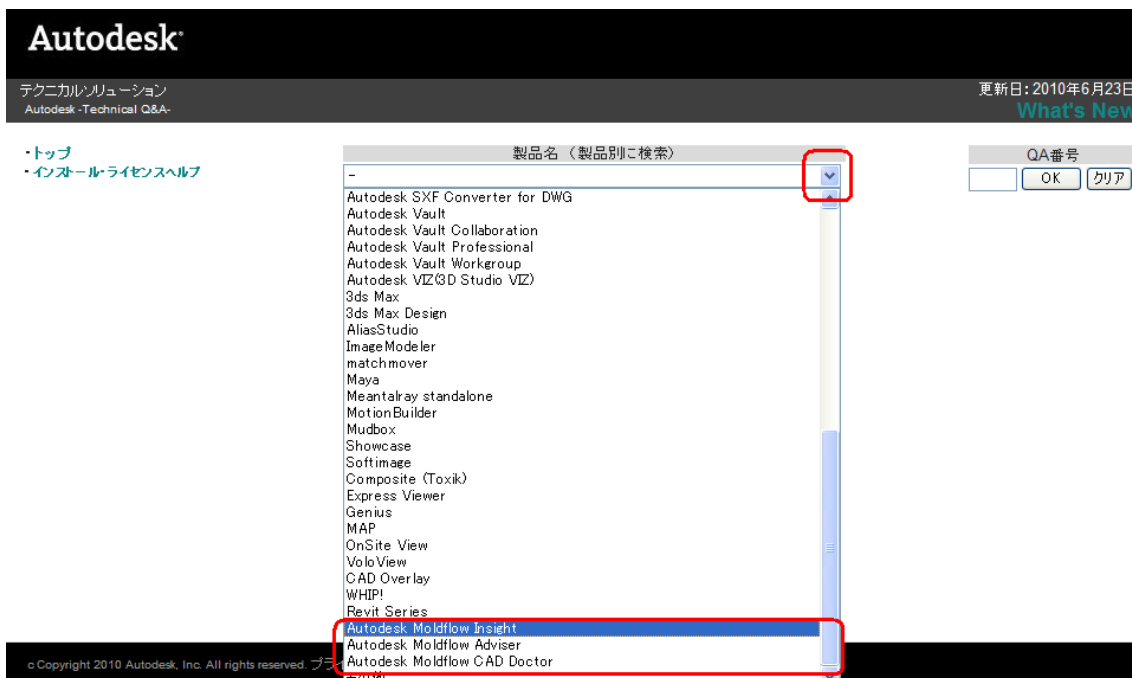 Autodesk
テクニカルソリューション
Autodesk -Technical Q&A-
更新日:2010年6月23日
What's New
・トップ
・インストール・ライセンスヘルプ
製品名 (製品別に検索)
-
QA番号
OK クリア
Autodesk SXF Converter for DWG
Autodesk Vault
Autodesk Vault Collaboration
Autodesk Vault Professional
Autodesk Vault Workgroup
Autodesk VIZ(3D Studio VIZ)
3ds Max
3ds Max Design
AliasStudio
ImageModeler
matchmover
Maya
Meantalray standalone
MotionBuilder
Mudbox
Showcase
Softimage
Composite (Toxik)
Express Viewer
Genius
MAP
OnSite View
VoloView
CAD Overlay
WHIP!
Revit Series
Autodesk Moldflow Insight
Autodesk Moldflow Adviser
Autodesk Moldflow CAD Doctor
c Copyright 2010 Autodesk, Inc. All rights reserved. プライ